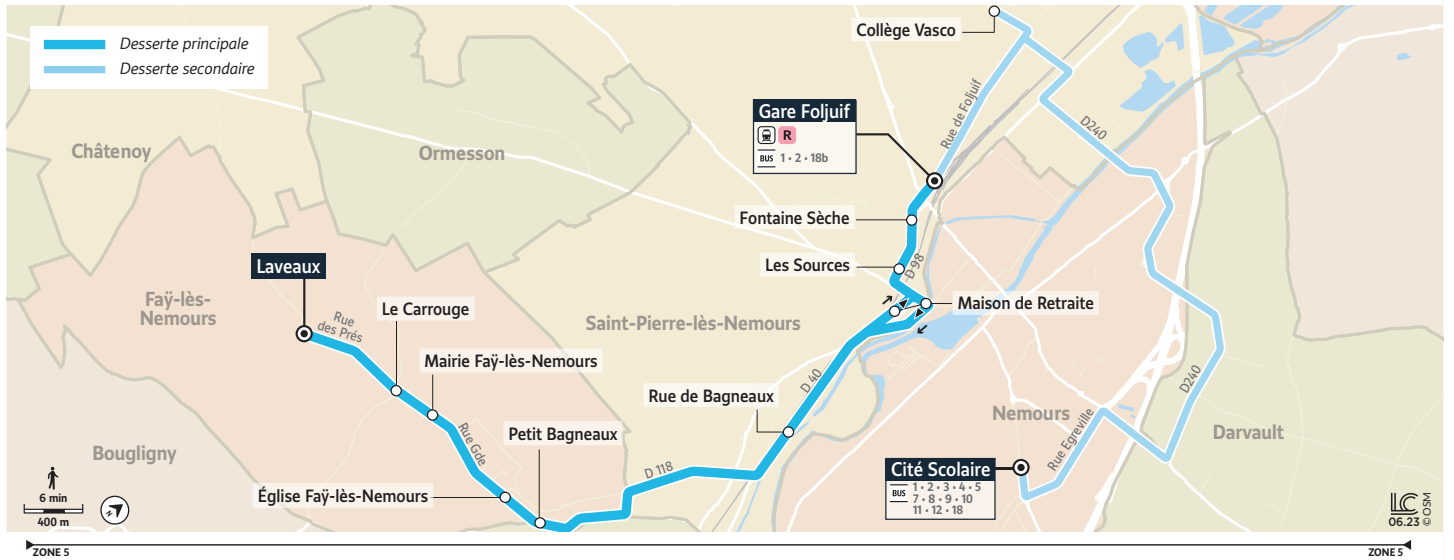 Desserte principale
Desserte secondaire
Collège Vasco
Rue de Foljuif
Gare Foljuif
R
BUS 1 • 2 • 18b
D240
Châtenoy
Ormesson
Fontaine Sèche
Les Sources
D 98
Laveaux
Maison de Retraite
Faÿ-lès-
Nemours
Rue
des Prés
Le Carrouge
Saint-Pierre-lès-Nemours
Mairie Faÿ-lès-Nemours
D 40
Rue de Bagneaux
D240
Nemours
Darvault
Rue Gde
Petit Bagneaux
Bougligny
D 118
Rue Egreville
Cité Scolaire
BUS
1 • 2 • 3 • 4 • 5
7 • 8 • 9 • 10
11 • 12 • 18
Église Faÿ-lès-Nemours
6 min
400 m
LC
06.23 © OSM
ZONE 5
ZONE 5